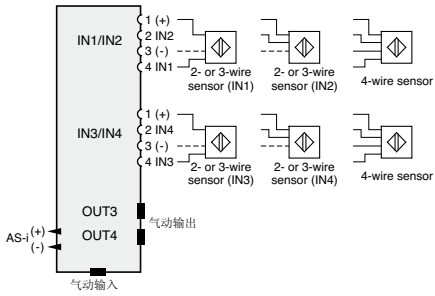 IN1/IN2
1 (+)
2 IN2
3 (-)
4 IN1
2- or 3-wire
sensor (IN1)
2- or 3-wire
sensor (IN2)
4-wire sensor
IN3/IN4
1 (+)
2 IN4
3 (-)
4 IN3
2- or 3-wire
sensor (IN3)
2- or 3-wire
sensor (IN4)
4-wire sensor
OUT3
OUT4
气动输出
AS-i
(+)
(-)
气动输入